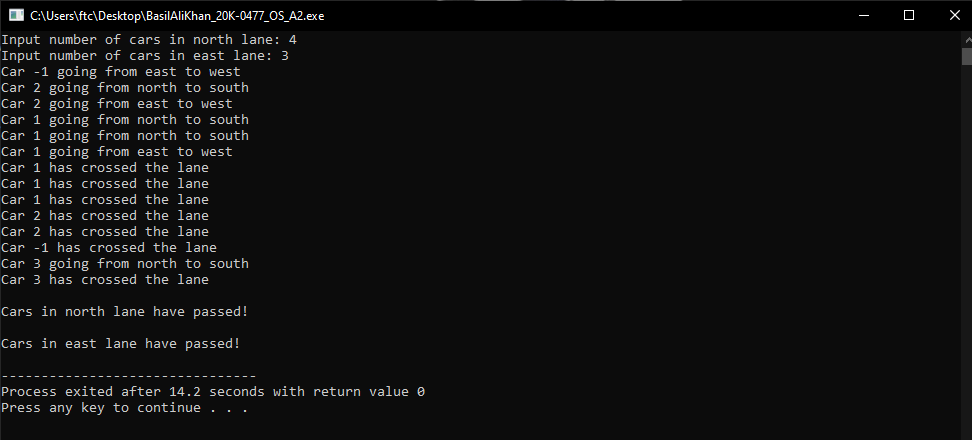 C:\Users\ftc\Desktop\BasilAliKhan_20K-0477_OS_A2.exe
Input number of cars in north lane: 4
Input number of cars in east lane: 3
Car -1 going from east to west
Car 2 going from north to south
Car 2 going from east to west
Car 1 going from north to south
Car 1 going from north to south
Car 1 going from east to west
Car 1 has crossed the lane
Car 1 has crossed the lane
Car 1 has crossed the lane
Car 2 has crossed the lane
Car 2 has crossed the lane
Car -1 has crossed the lane
Car 3 going from north to south
Car 3 has crossed the lane
Cars in north lane have passed!
Cars in east lane have passed!
--------------------------------
Process exited after 14.2 seconds with return value 0
Press any key to continue . . .